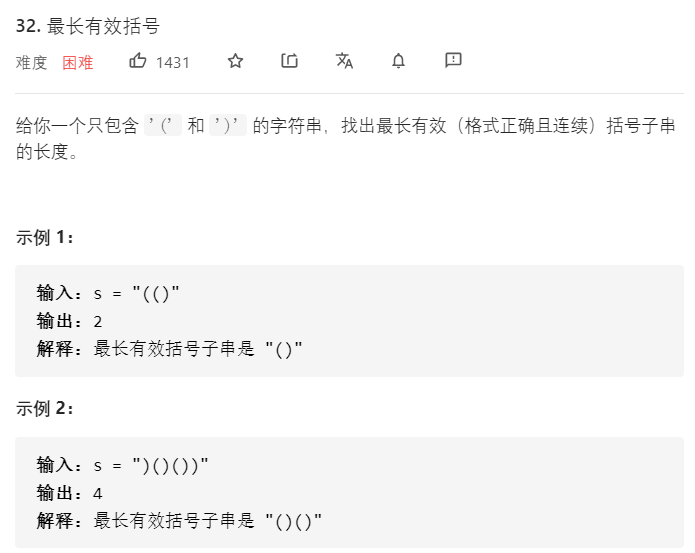 32. 最长有效括号
难度 困难 1431
给你一个只包含 '(' 和 ')' 的字符串，找出最长有效（格式正确且连续）括号子串
的长度。
示例 1：
输入：s = "(()"
输出：2
解释：最长有效括号子串是 "()"
示例 2：
输入：s = ")()())"
输出：4
解释：最长有效括号子串是 "()()"